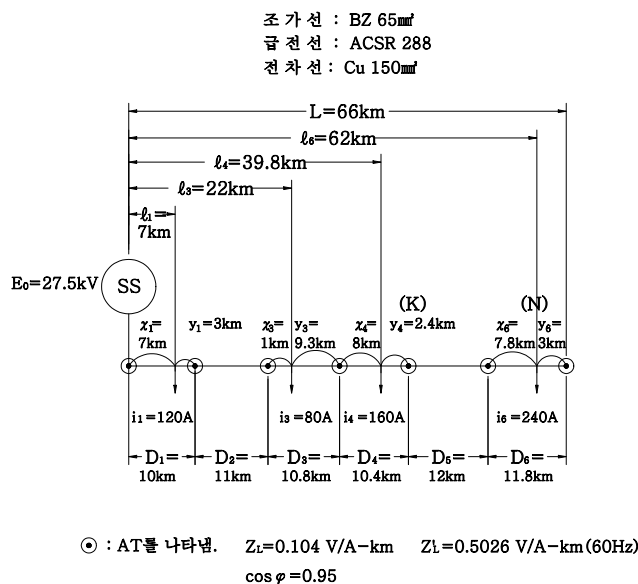 조 가 선 : BZ 65㎟
급 전 선 : ACSR 288
전 차 선 : Cu 150㎟
L=66km
ℓ₆=62km
ℓ₄=39.8km
ℓ₃=22km
ℓ₁=
7km
E₀=27.5kV
SS
(K)
(N)
χ₁=
7km
y₁=3km
χ₃=
1km
y₃=
9.3km
χ₄=
8km
y₄=2.4km
χ₆=
7.8km
y₆=
3km
i₁=120A
i₃=80A
i₄=160A
i₆=240A
D₁=
10km
D₂=
11km
D₃=
10.8km
D₄=
10.4km
D₅=
12km
D₆=
11.8km
: AT를 나타냄. Z_L=0.104 V/A-km Z'_L=0.5026 V/A-km(60Hz)
cos φ=0.95